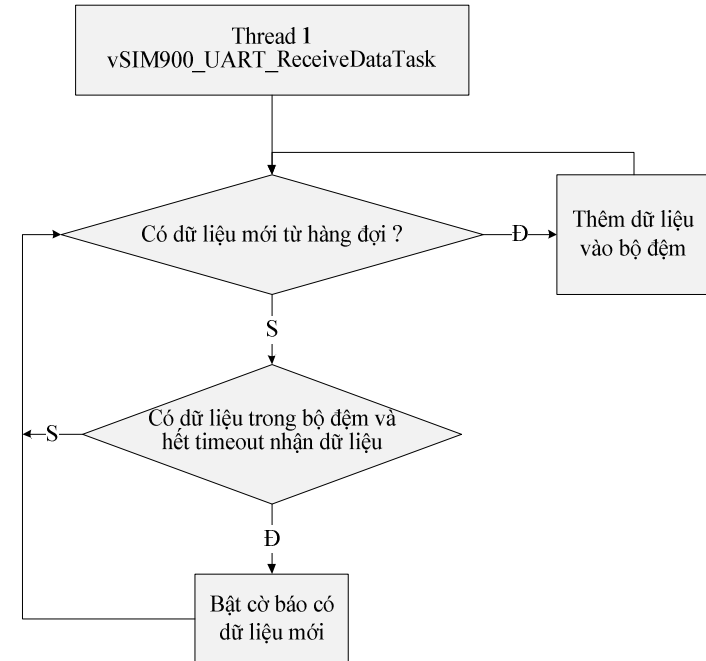 Thread 1
vSIM900_UART_ReceiveDataTask
Có dữ liệu mới từ hàng đợi ?
Đ
Thêm dữ liệu
vào bộ đệm
S
Có dữ liệu trong bộ đệm và
hết timeout nhận dữ liệu
S
Đ
Bật cờ báo có
dữ liệu mới